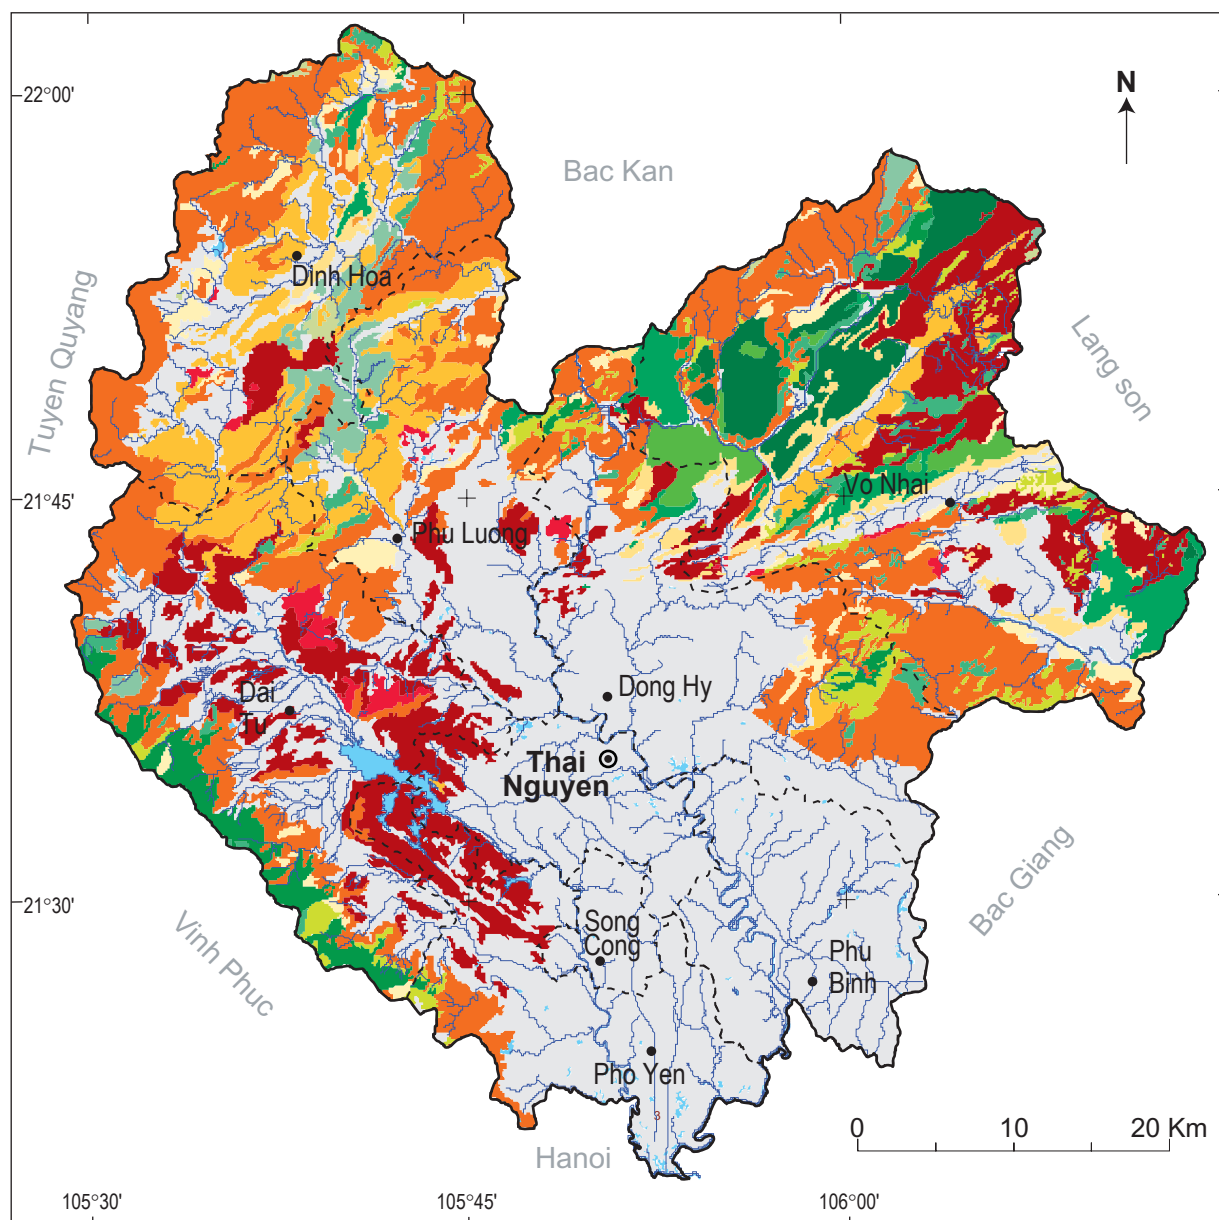 22°00'
N
Bac Kan
Dinh Hoa
Tuyen Quyang
Lang son
Vo Nhai
21°45'
Phu Luong
Dai
Tu
Dong Hy
Thai
Nguyen
Bac Giang
21°30'
Song
Cong
Vinh Phuc
Phu
Binh
Pho Yen
3
0 10 20 Km
Hanoi
105°30' 105°45' 106°00'